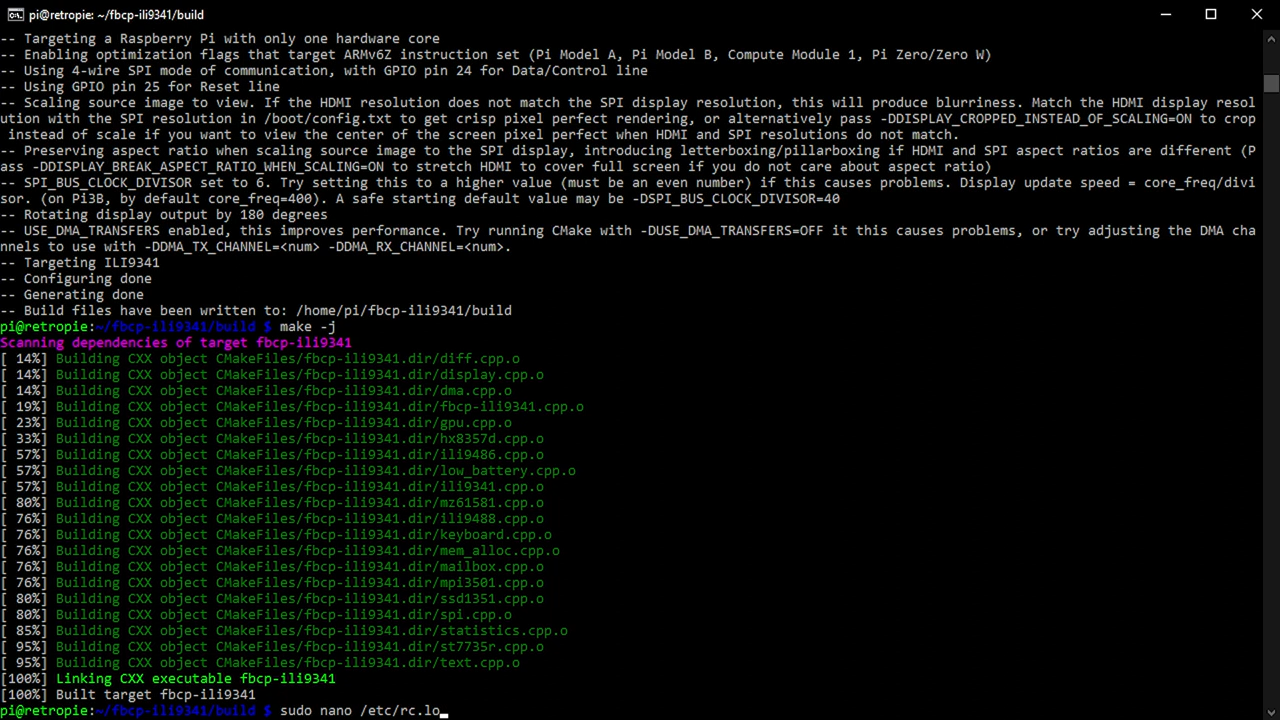 pi@retropie: ~/fbcp-ili9341/build
-- Targeting a Raspberry Pi with only one hardware core
-- Enabling optimization flags that target ARMv6Z instruction set (Pi Model A, Pi Model B, Compute Module 1, Pi Zero/Zero W)
-- Using 4-wire SPI mode of communication, with GPIO pin 24 for Data/Control line
-- Using GPIO pin 25 for Reset line
-- Scaling source image to view. If the HDMI resolution does not match the SPI display resolution, this will produce blurriness. Match the HDMI display resol
ution with the SPI resolution in /boot/config.txt to get crisp pixel perfect rendering, or alternatively pass -DDISPLAY_CROPPED_INSTEAD_OF_SCALING=ON to crop
 instead of scale if you want to view the center of the screen pixel perfect when HDMI and SPI resolutions do not match.
-- Preserving aspect ratio when scaling source image to the SPI display, introducing letterboxing/pillarboxing if HDMI and SPI aspect ratios are different (P
ass -DDISPLAY_BREAK_ASPECT_RATIO_WHEN_SCALING=ON to stretch HDMI to cover full screen if you do not care about aspect ratio)
-- SPI_BUS_CLOCK_DIVISOR set to 6. Try setting this to a higher value (must be an even number) if this causes problems. Display update speed = core_freq/divi
sor. (on Pi3B, by default core_freq=400). A safe starting default value may be -DSPI_BUS_CLOCK_DIVISOR=40
-- Rotating display output by 180 degrees
-- USE_DMA_TRANSFERS enabled, this improves performance. Try running CMake with -DUSE_DMA_TRANSFERS=OFF it this causes problems, or try adjusting the DMA cha
nnels to use with -DDMA_TX_CHANNEL=<num> -DDMA_RX_CHANNEL=<num>.
-- Targeting ILI9341
-- Configuring done
-- Generating done
-- Build files have been written to: /home/pi/fbcp-ili9341/build
pi@retropie:~/fbcp-ili9341/build $ make -j
Scanning dependencies of target fbcp-ili9341
[ 14%] Building CXX object CMakeFiles/fbcp-ili9341.dir/diff.cpp.o
[ 14%] Building CXX object CMakeFiles/fbcp-ili9341.dir/display.cpp.o
[ 14%] Building CXX object CMakeFiles/fbcp-ili9341.dir/dma.cpp.o
[ 19%] Building CXX object CMakeFiles/fbcp-ili9341.dir/fbcp-ili9341.cpp.o
[ 23%] Building CXX object CMakeFiles/fbcp-ili9341.dir/gpu.cpp.o
[ 33%] Building CXX object CMakeFiles/fbcp-ili9341.dir/hx8357d.cpp.o
[ 57%] Building CXX object CMakeFiles/fbcp-ili9341.dir/ili9486.cpp.o
[ 57%] Building CXX object CMakeFiles/fbcp-ili9341.dir/low_battery.cpp.o
[ 57%] Building CXX object CMakeFiles/fbcp-ili9341.dir/ili9341.cpp.o
[ 80%] Building CXX object CMakeFiles/fbcp-ili9341.dir/mz61581.cpp.o
[ 76%] Building CXX object CMakeFiles/fbcp-ili9341.dir/ili9488.cpp.o
[ 76%] Building CXX object CMakeFiles/fbcp-ili9341.dir/keyboard.cpp.o
[ 76%] Building CXX object CMakeFiles/fbcp-ili9341.dir/mem_alloc.cpp.o
[ 76%] Building CXX object CMakeFiles/fbcp-ili9341.dir/mailbox.cpp.o
[ 76%] Building CXX object CMakeFiles/fbcp-ili9341.dir/mpi3501.cpp.o
[ 80%] Building CXX object CMakeFiles/fbcp-ili9341.dir/ssd1351.cpp.o
[ 80%] Building CXX object CMakeFiles/fbcp-ili9341.dir/spi.cpp.o
[ 85%] Building CXX object CMakeFiles/fbcp-ili9341.dir/statistics.cpp.o
[ 95%] Building CXX object CMakeFiles/fbcp-ili9341.dir/st7735r.cpp.o
[ 95%] Building CXX object CMakeFiles/fbcp-ili9341.dir/text.cpp.o
[100%] Linking CXX executable fbcp-ili9341
[100%] Built target fbcp-ili9341
pi@retropie:~/fbcp-ili9341/build $ sudo nano /etc/rc.lo